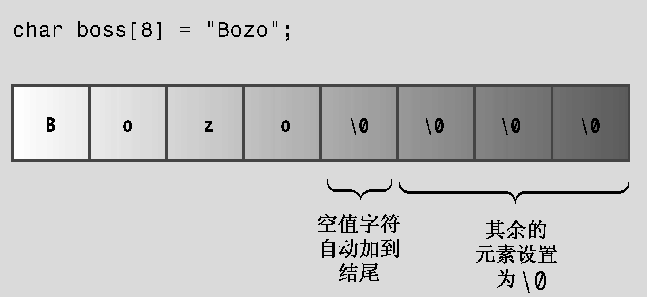 char boss[8] = "Bozo";
B o z o \0 \0 \0 \0
空值字符
自动加到
结尾
其余的
元素设置
为 \0